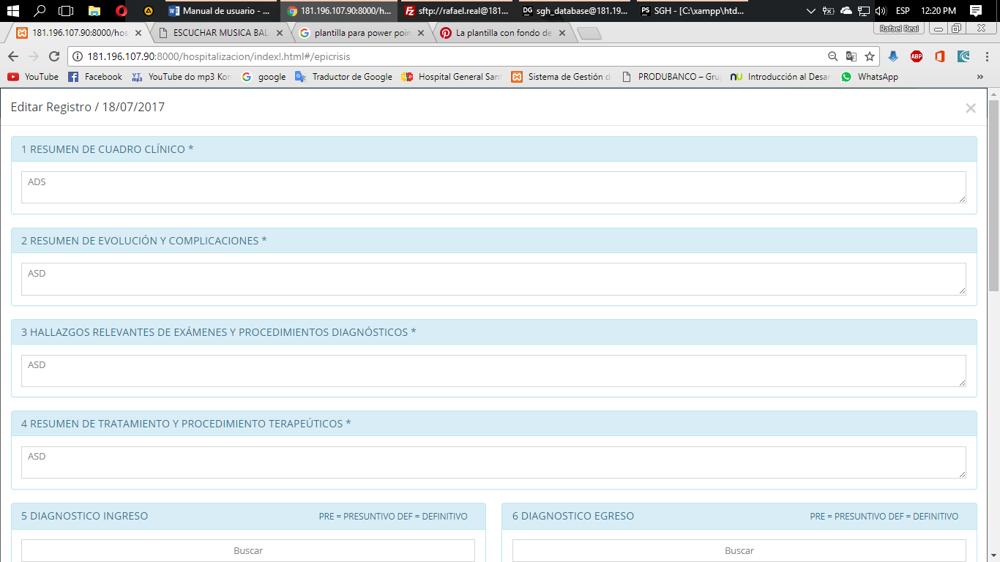 Manual de usuario - ...
181.196.107.90:8000/h...
sftp://rafael.real@181...
sgh_database@181.19...
SGH - [C:\xampp\htd...
ESP
12:20 PM
181.196.107.90:8000/hos
ESCUCHAR MUSICA BAL
plantilla para power poin
La plantilla con fondo de
Rafael Real
181.196.107.90:8000/hospitalizacion/index!.html#/epicrisis
YouTube
Facebook
YouTube do mp3 Kon
google
Traductor de Google
Hospital General Sant
Sistema de Gestión d
PRODUBANCO – Gru
Introducción al Desar
WhatsApp
»
Editar Registro / 18/07/2017
1 RESUMEN DE CUADRO CLÍNICO *
ADS
2 RESUMEN DE EVOLUCIÓN Y COMPLICACIONES *
ASD
3 HALLAZGOS RELEVANTES DE EXÁMENES Y PROCEDIMIENTOS DIAGNÓSTICOS *
ASD
4 RESUMEN DE TRATAMIENTO Y PROCEDIMIENTO TERAPEÚTICOS *
ASD
5 DIAGNOSTICO INGRESO PRE = PRESUNTIVO DEF = DEFINITIVO
Buscar
6 DIAGNOSTICO EGRESO PRE = PRESUNTIVO DEF = DEFINITIVO
Buscar